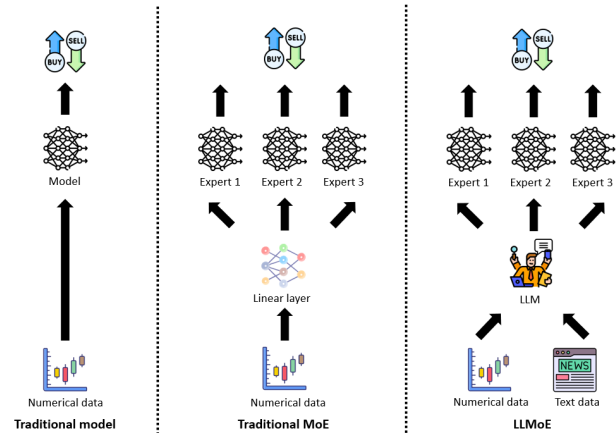 SELL
BUY
Model
Numerical data
Traditional model
SELL
BUY
Expert 1
Expert 2
Expert 3
Linear layer
Numerical data
Traditional MoE
SELL
BUY
Expert 1
Expert 2
Expert 3
LLM
NEWS
Numerical data
Text data
LLMoE